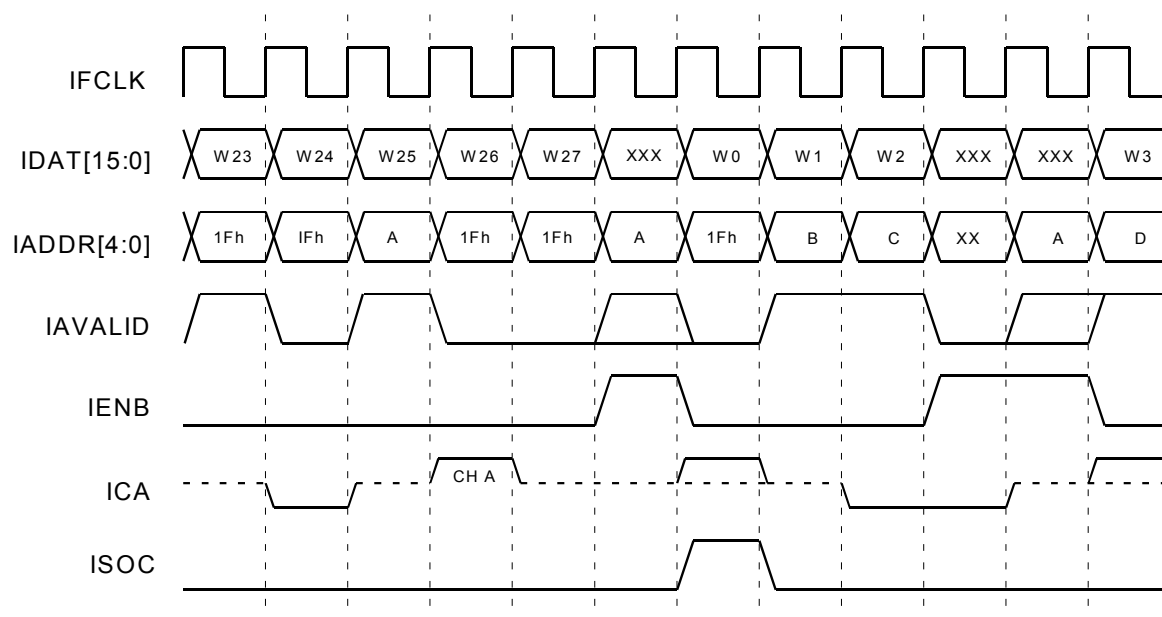 IFCLK
IDAT[15:0] W23 W24 W25 W26 W27 XXX W0 W1 W2 XXX XXX W3
IADDR[4:0] 1Fh IFh A 1Fh 1Fh A 1Fh B C XX A D
IAVALID
IENB
ICA CH A
ISOC